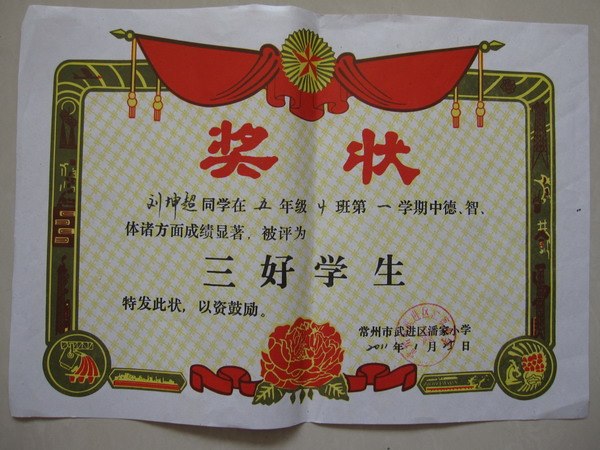 奖状
刘坤超同学在五年级4班第一学期中德、智、
体诸方面成绩显著,被评为
三好学生
特发此状,以资鼓励。
常州市武进区潘家小学
2011年1月 日